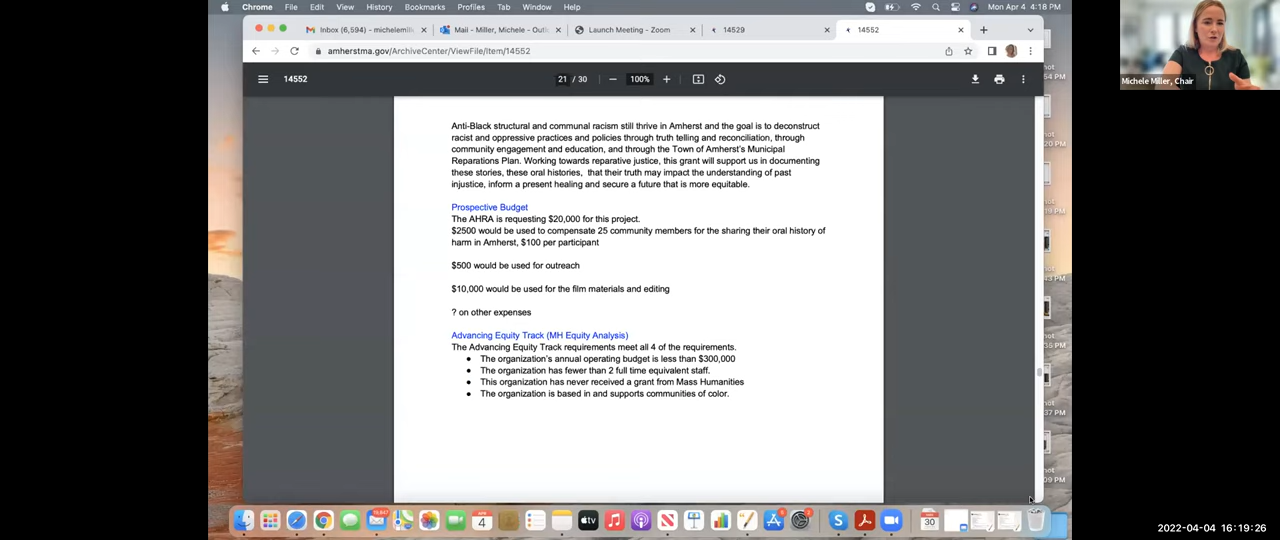 Chrome File Edit View History Bookmarks Profiles Tab Window Help Mon Apr 4 4:18 PM
Inbox (6,594) - michelemill Mail - Miller, Michele - Outl Launch Meeting - Zoom 14529 14552
amherstma.gov/ArchiveCenter/ViewFile/Item/14552
14552 21 / 30 100%
Michele Miller, Chair
Anti-Black structural and communal racism still thrive in Amherst and the goal is to deconstruct
racist and oppressive practices and policies through truth telling and reconciliation, through
community engagement and education, and through the Town of Amherst's Municipal
Reparations Plan. Working towards reparative justice, this grant will support us in documenting
these stories, these oral histories, that their truth may impact the understanding of past
injustice, inform a present healing and secure a future that is more equitable.
Prospective Budget
The AHRA is requesting $20,000 for this project.
$2500 would be used to compensate 25 community members for the sharing their oral history of
harm in Amherst, $100 per participant
$500 would be used for outreach
$10,000 would be used for the film materials and editing
? on other expenses
Advancing Equity Track (MH Equity Analysis)
The Advancing Equity Track requirements meet all 4 of the requirements.
• The organization's annual operating budget is less than $300,000
• The organization has fewer than 2 full time equivalent staff.
• This organization has never received a grant from Mass Humanities
• The organization is based in and supports communities of color.
2022-04-04 16:19:26